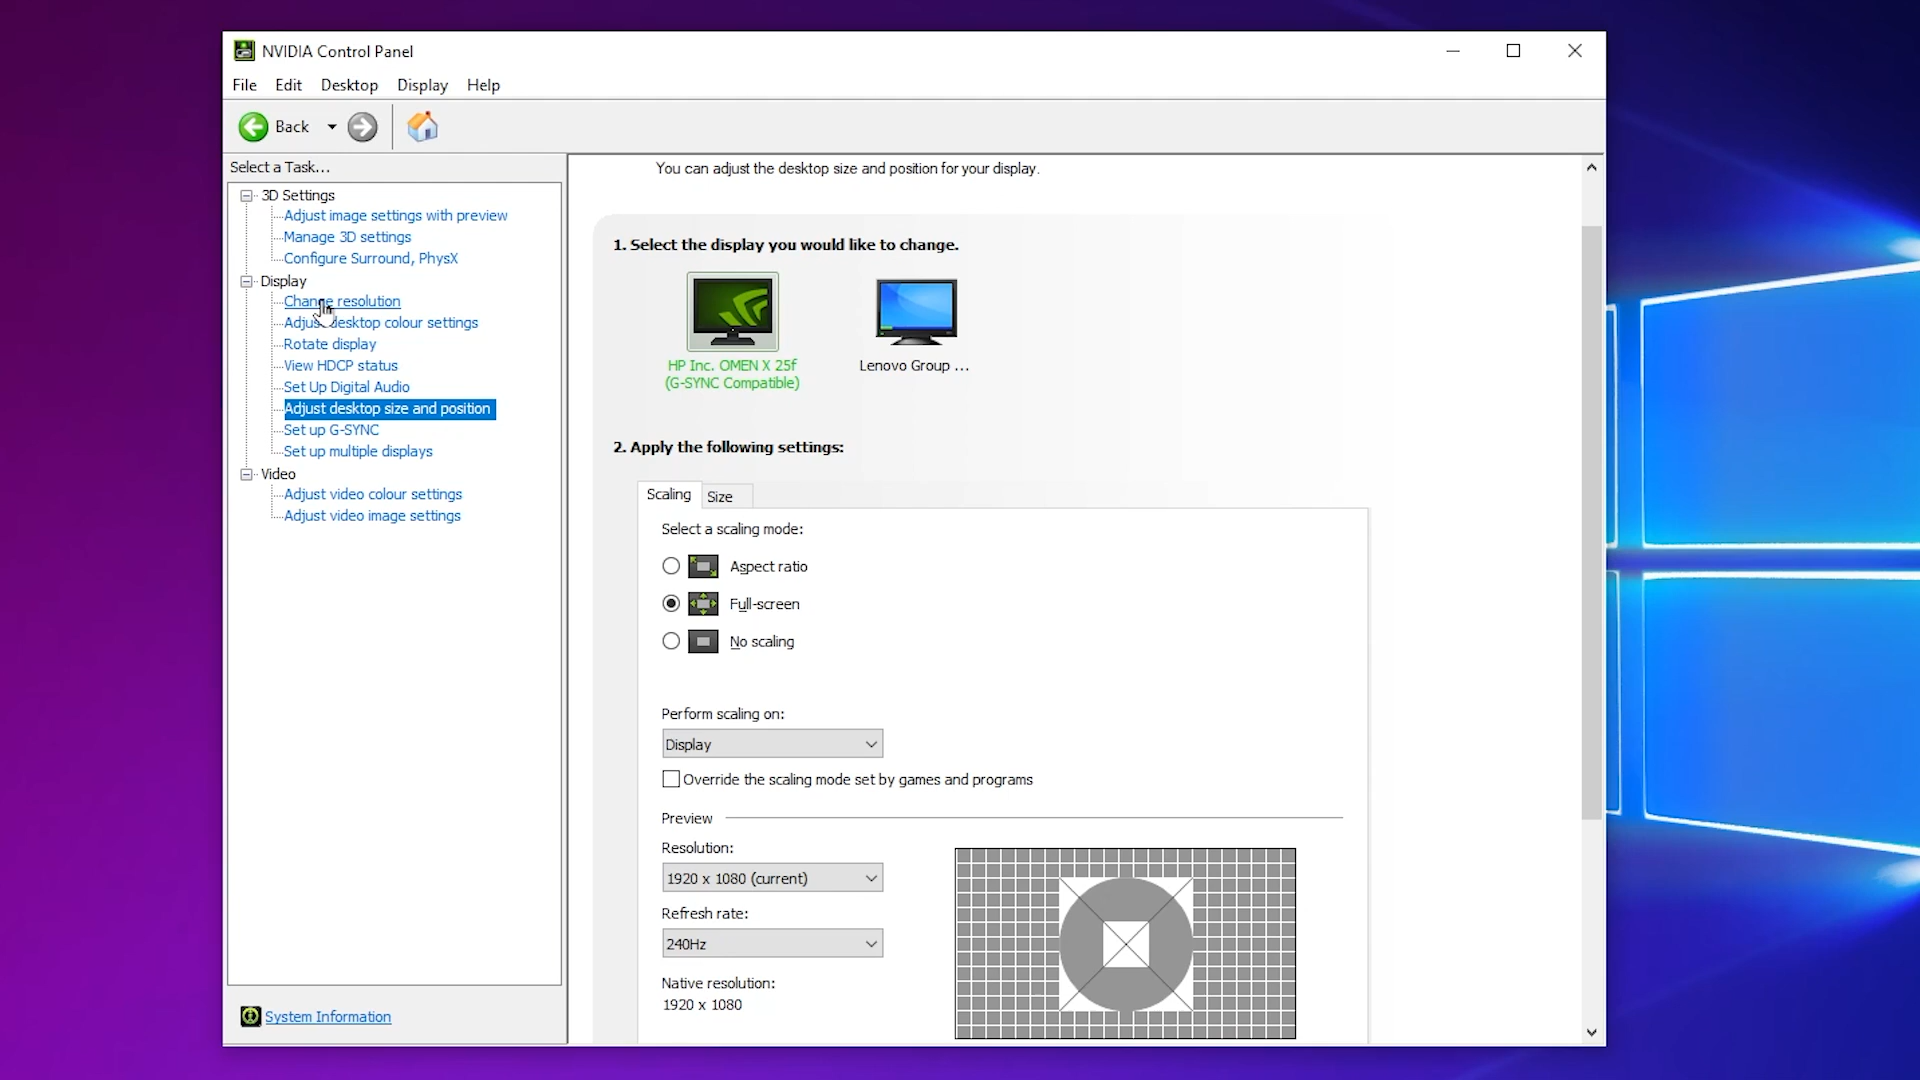 NVIDIA Control Panel
File Edit Desktop Display Help
Back
Select a Task...
3D Settings
Adjust image settings with preview
Manage 3D settings
Configure Surround, PhysX
Display
Change resolution
Adjust desktop colour settings
Rotate display
View HDCP status
Set Up Digital Audio
Adjust desktop size and position
Set up G-SYNC
Set up multiple displays
Video
Adjust video colour settings
Adjust video image settings
System Information
You can adjust the desktop size and position for your display.
1. Select the display you would like to change.
HP Inc. OMEN X 25f
(G-SYNC Compatible)
Lenovo Group ...
2. Apply the following settings:
Scaling Size
Select a scaling mode:
Aspect ratio
Full-screen
No scaling
Perform scaling on:
Display
Override the scaling mode set by games and programs
Preview
Resolution:
1920 x 1080 (current)
Refresh rate:
240Hz
Native resolution:
1920 x 1080